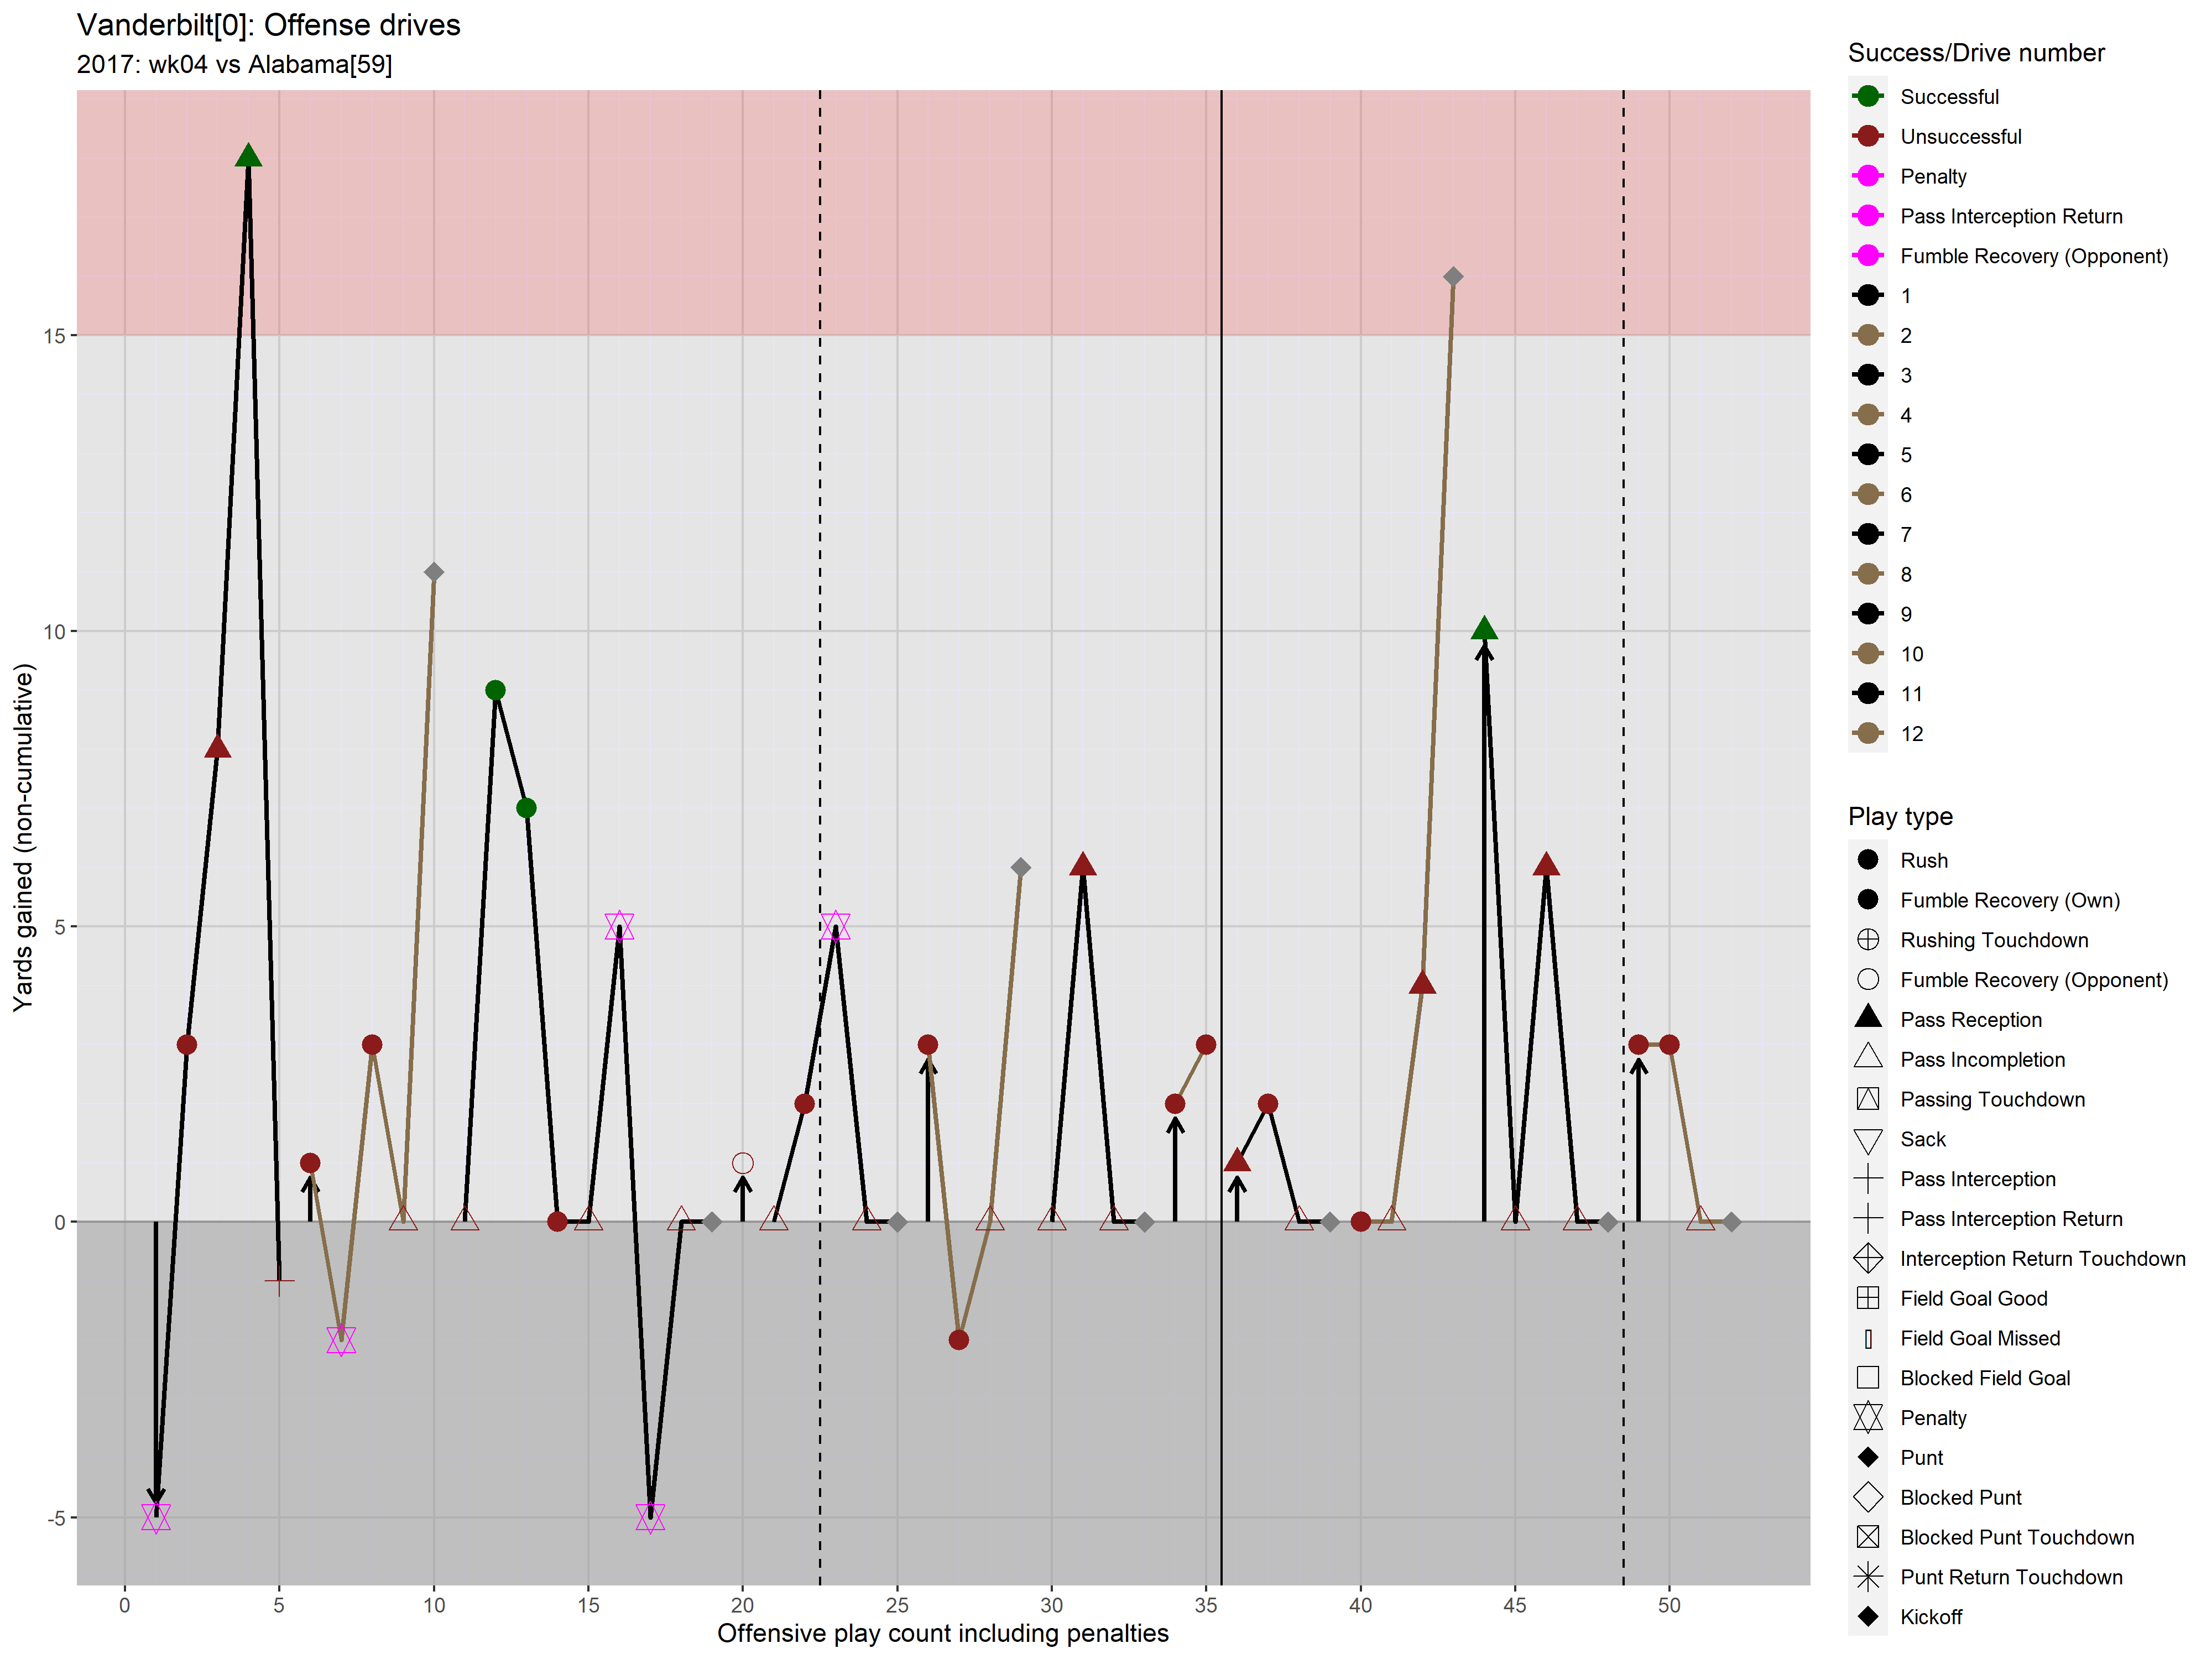 Vanderbilt[0]: Offense drives
2017: wk04 vs Alabama[59]
Yards gained (non-cumulative)
15
10
5
0
-5
0 5 10 15 20 25 30 35 40 45 50
Offensive play count including penalties
Success/Drive number
Successful
Unsuccessful
Penalty
Pass Interception Return
Fumble Recovery (Opponent)
1
2
3
4
5
6
7
8
9
10
11
12
Play type
Rush
Fumble Recovery (Own)
Rushing Touchdown
Fumble Recovery (Opponent)
Pass Reception
Pass Incompletion
Passing Touchdown
Sack
Pass Interception
Pass Interception Return
Interception Return Touchdown
Field Goal Good
Field Goal Missed
Blocked Field Goal
Penalty
Punt
Blocked Punt
Blocked Punt Touchdown
Punt Return Touchdown
Kickoff